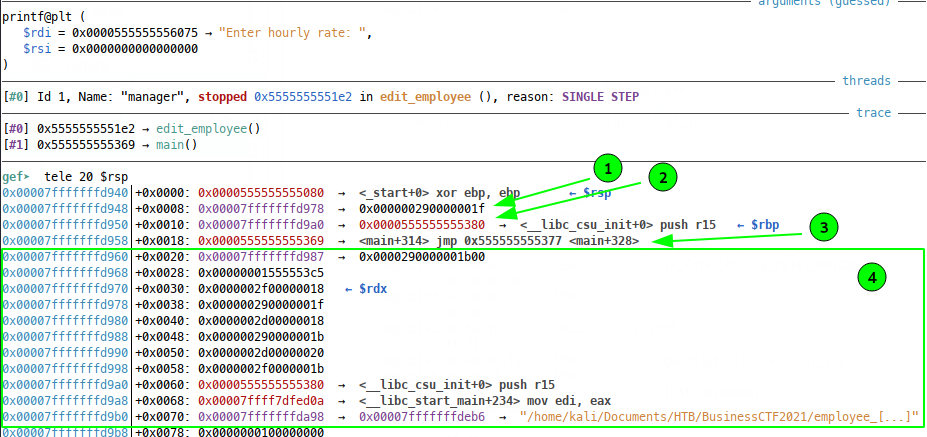 arguments (guessed)
printf@plt (
$rdi = 0x0000555555556075 → "Enter hourly rate: ",
$rsi = 0x0000000000000000
)
threads
[#0] Id 1, Name: "manager", stopped 0x5555555551e2 in edit_employee (), reason: SINGLE STEP
trace
[#0] 0x5555555551e2 → edit_employee()
[#1] 0x555555555369 → main()
gef➤ tele 20 $rsp
1
2
3
4
0x00007fffffffd940│+0x0000: 0x0000555555555080 → <_start+0> xor ebp, ebp ← $rsp
0x00007fffffffd948│+0x0008: 0x00007fffffffd978 → 0x000000290000001f
0x00007fffffffd950│+0x0010: 0x00007fffffffd9a0 → 0x0000555555555380 → <__libc_csu_init+0> push r15 ← $rbp
0x00007fffffffd958│+0x0018: 0x0000555555555369 → <main+314> jmp 0x555555555377 <main+328>
0x00007fffffffd960│+0x0020: 0x00007fffffffd987 → 0x0000290000001b00
0x00007fffffffd968│+0x0028: 0x00000001555553c5
0x00007fffffffd970│+0x0030: 0x0000002f00000018 ← $rdx
0x00007fffffffd978│+0x0038: 0x000000290000001f
0x00007fffffffd980│+0x0040: 0x0000002d00000018
0x00007fffffffd988│+0x0048: 0x000000290000001b
0x00007fffffffd990│+0x0050: 0x0000002d00000020
0x00007fffffffd998│+0x0058: 0x0000002f0000001b
0x00007fffffffd9a0│+0x0060: 0x0000555555555380 → <__libc_csu_init+0> push r15
0x00007fffffffd9a8│+0x0068: 0x00007ffff7dfed0a → <__libc_start_main+234> mov edi, eax
0x00007fffffffd9b0│+0x0070: 0x00007fffffffda98 → 0x00007fffffffdeb6 → "/home/kali/Documents/HTB/BusinessCTF2021/employee_[...]"
0x00007fffffffd9b8│+0x0078: 0x0000000100000000